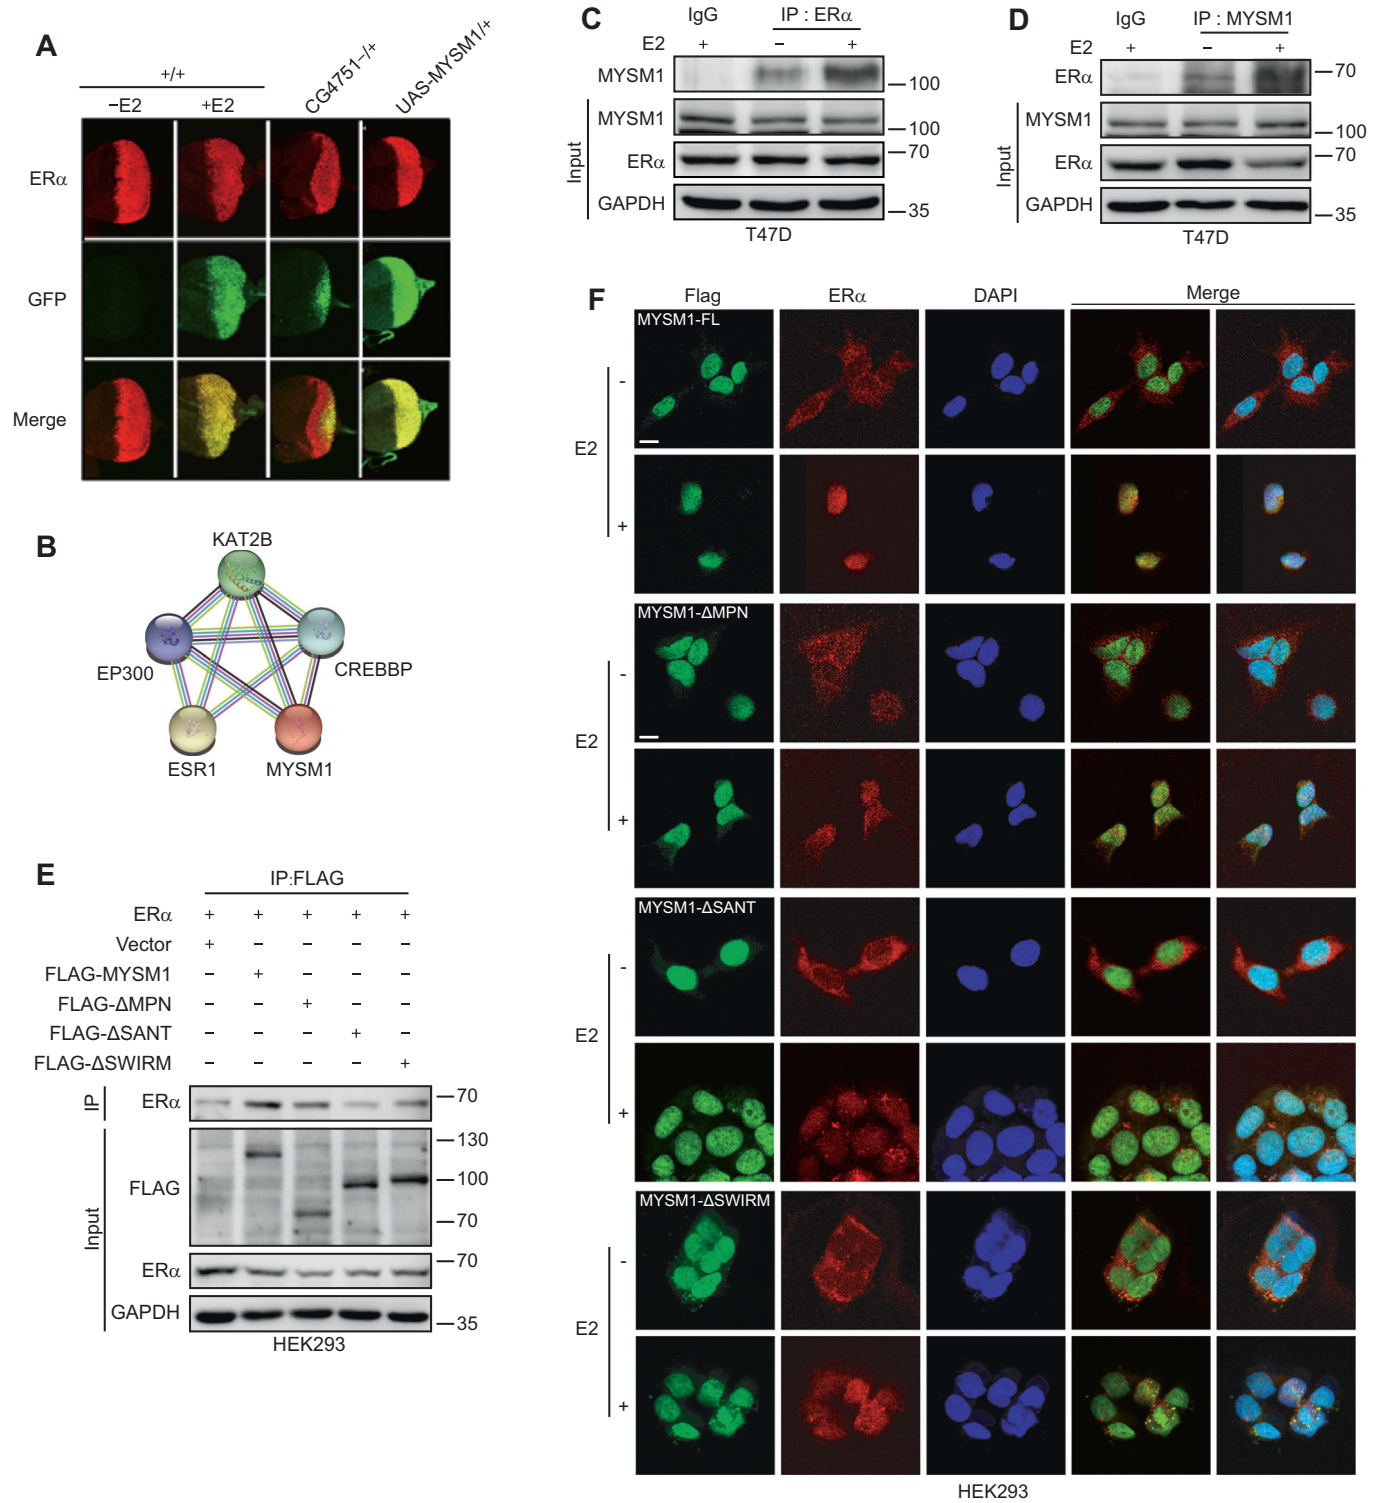 A
+/+
−E2
+E2
CG4751−/+
UAS-MYSM1/+
ERα
GFP
Merge
B
KAT2B
EP300
CREBBP
ESR1
MYSM1
C
IgG
IP : ERα
E2
+
−
+
MYSM1
100
Input
MYSM1
100
ERα
70
GAPDH
35
T47D
D
IgG
IP : MYSM1
E2
+
−
+
ERα
70
Input
MYSM1
100
ERα
70
GAPDH
35
T47D
E
IP:FLAG
ERα + + + + +
Vector + − − − −
FLAG-MYSM1 − + − − −
FLAG-ΔMPN − − + − −
FLAG-ΔSANT − − − + −
FLAG-ΔSWIRM − − − − +
IP
ERα
70
Input
FLAG
130
100
70
ERα
70
GAPDH
35
HEK293
F
Flag
ERα
DAPI
Merge
MYSM1-FL
E2
-
+
MYSM1-ΔMPN
E2
-
+
MYSM1-ΔSANT
E2
-
+
MYSM1-ΔSWIRM
E2
-
+
HEK293